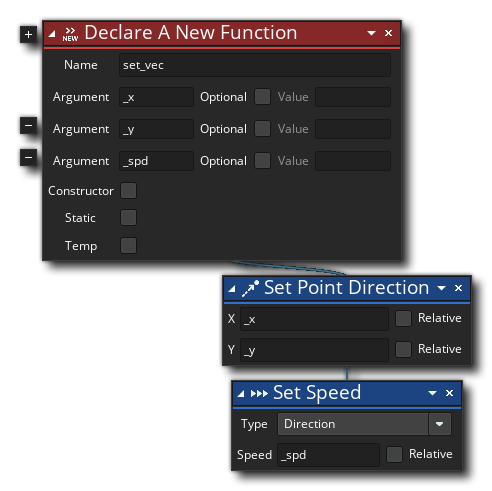 + NEW Declare A New Function
Name set_vec
Argument _x Optional Value
− Argument _y Optional Value
− Argument _spd Optional Value
Constructor
Static
Temp
Set Point Direction
X _x Relative
Y _y Relative
Set Speed
Type Direction
Speed _spd Relative